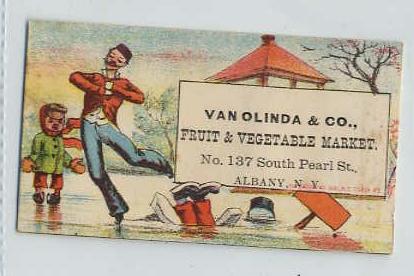 VAN OLINDA & CO.,
FRUIT & VEGETABLE MARKET.
No. 137 South Pearl St.,
ALBANY, N. Y.